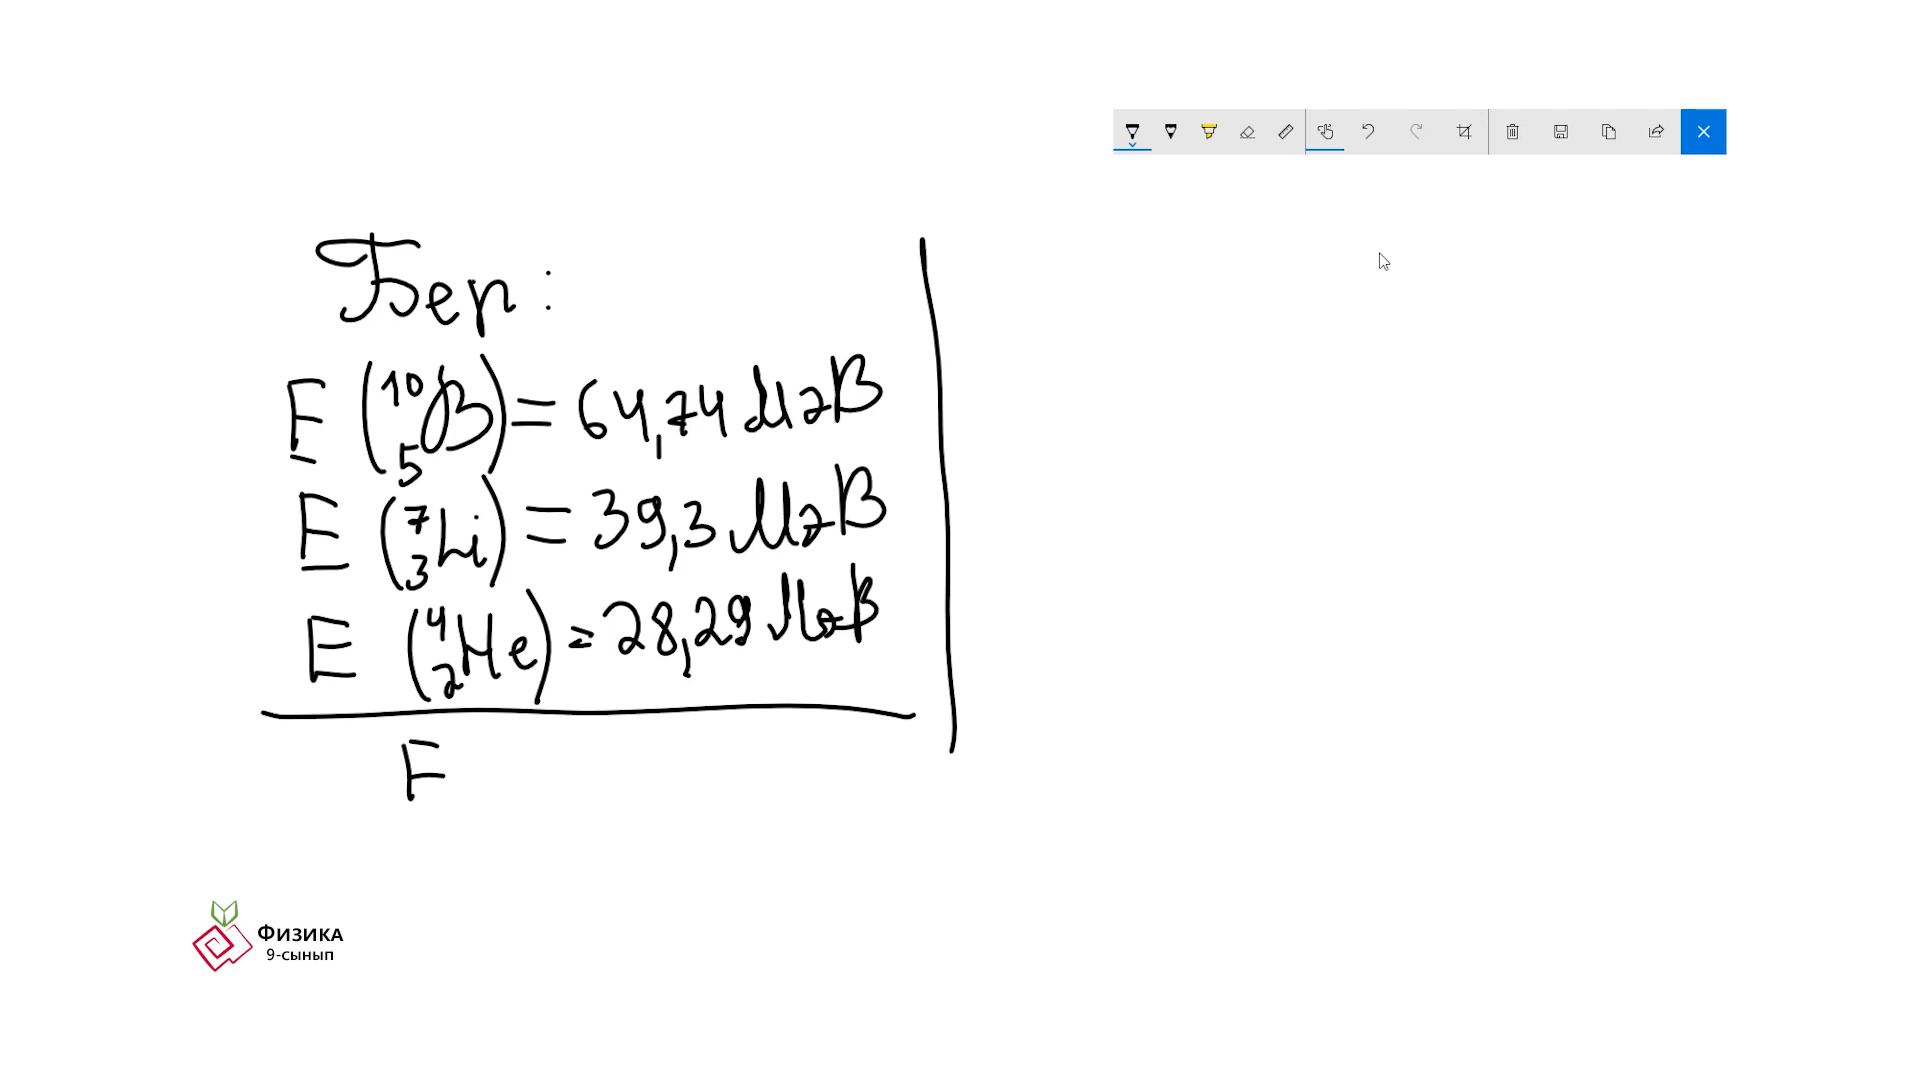 Бер:
E (¹⁰₅B) = 64,74 МэВ
E (⁷₃Li) = 39,3 МэВ
E (⁴₂He) = 28,29 МэВ
E
Физика
9-сынып